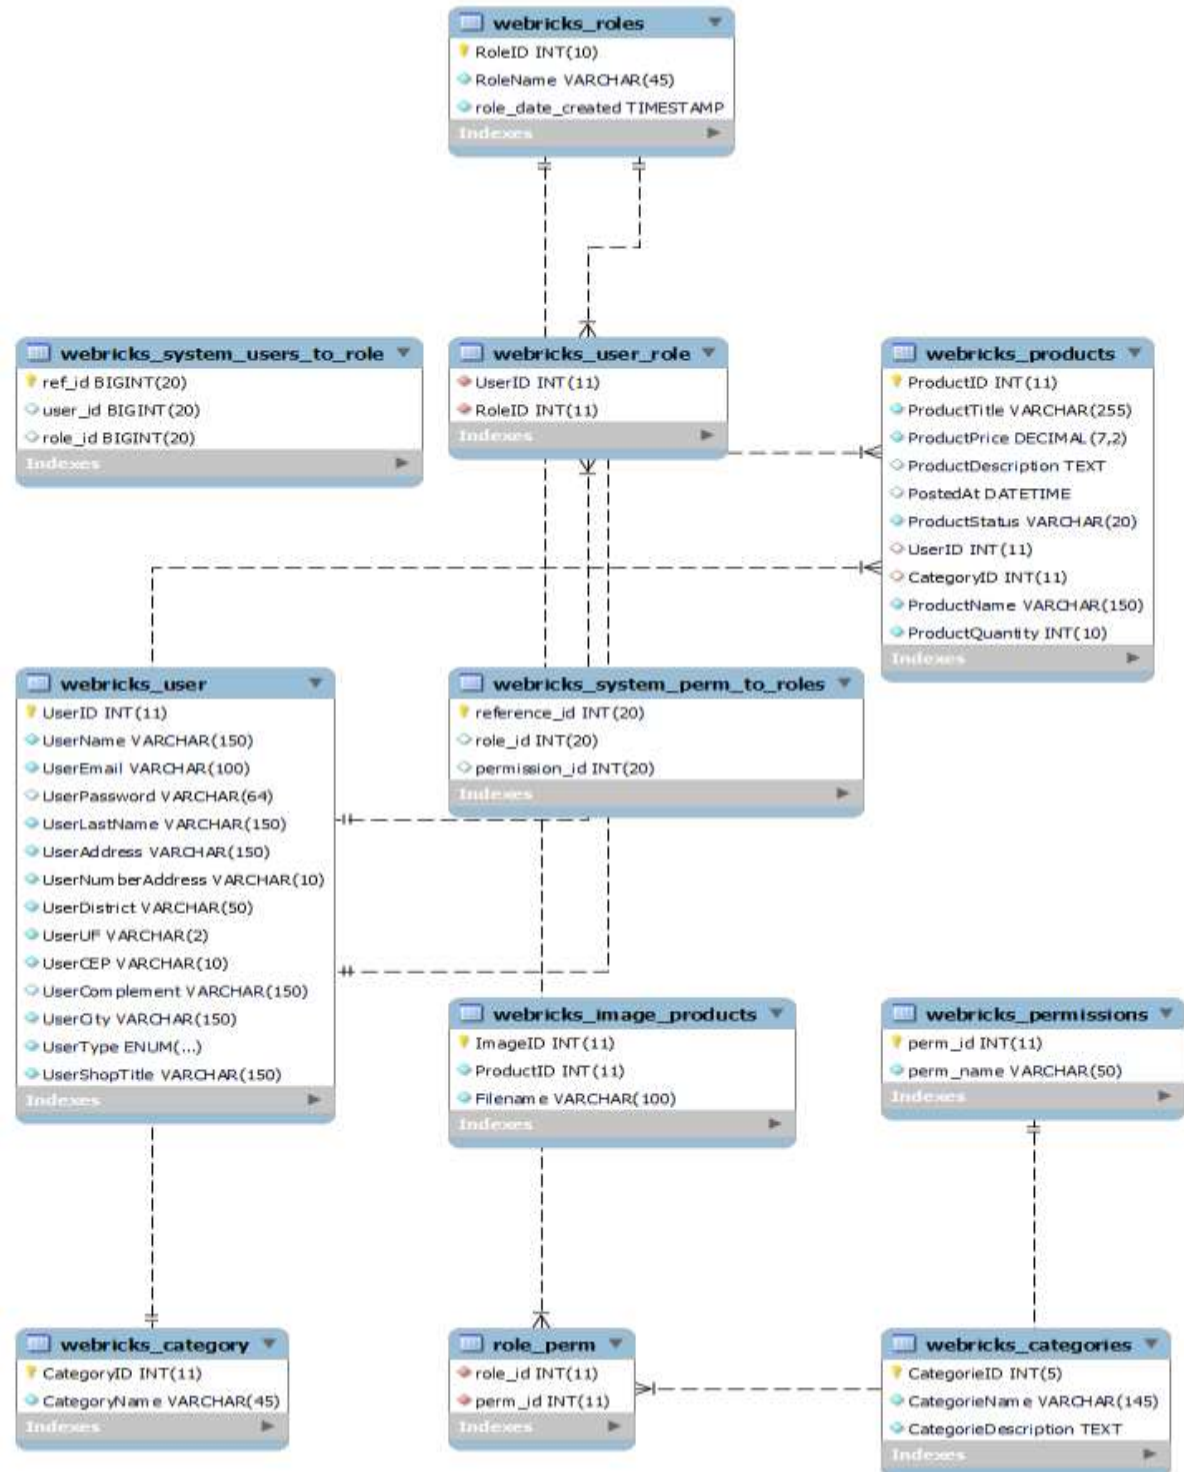 webricks_roles
RoleID INT(10)
RoleName VARCHAR(45)
role_date_created TIMESTAMP
Indexes
webricks_system_users_to_role
ref_id BIGINT(20)
user_id BIGINT(20)
role_id BIGINT(20)
Indexes
webricks_user_role
UserID INT(11)
RoleID INT(11)
Indexes
webricks_products
ProductID INT(11)
ProductTitle VARCHAR(255)
ProductPrice DECIMAL(7,2)
ProductDescription TEXT
PostedAt DATETIME
ProductStatus VARCHAR(20)
UserID INT(11)
CategoryID INT(11)
ProductName VARCHAR(150)
ProductQuantity INT(10)
Indexes
webricks_user
UserID INT(11)
UserName VARCHAR(150)
UserEmail VARCHAR(100)
UserPassword VARCHAR(64)
UserLastName VARCHAR(150)
UserAddress VARCHAR(150)
UserNumberAddress VARCHAR(10)
UserDistrict VARCHAR(50)
UserUF VARCHAR(2)
UserCEP VARCHAR(10)
UserComplement VARCHAR(150)
UserCity VARCHAR(150)
UserType ENUM(...)
UserShopTitle VARCHAR(150)
Indexes
webricks_system_perm_to_roles
reference_id INT(20)
role_id INT(20)
permission_id INT(20)
Indexes
webricks_image_products
ImageID INT(11)
ProductID INT(11)
Filename VARCHAR(100)
Indexes
webricks_permissions
perm_id INT(11)
perm_name VARCHAR(50)
Indexes
webricks_category
CategoryID INT(11)
CategoryName VARCHAR(45)
Indexes
role_perm
role_id INT(11)
perm_id INT(11)
Indexes
webricks_categories
CategorieID INT(5)
CategorieName VARCHAR(145)
CategorieDescription TEXT
Indexes